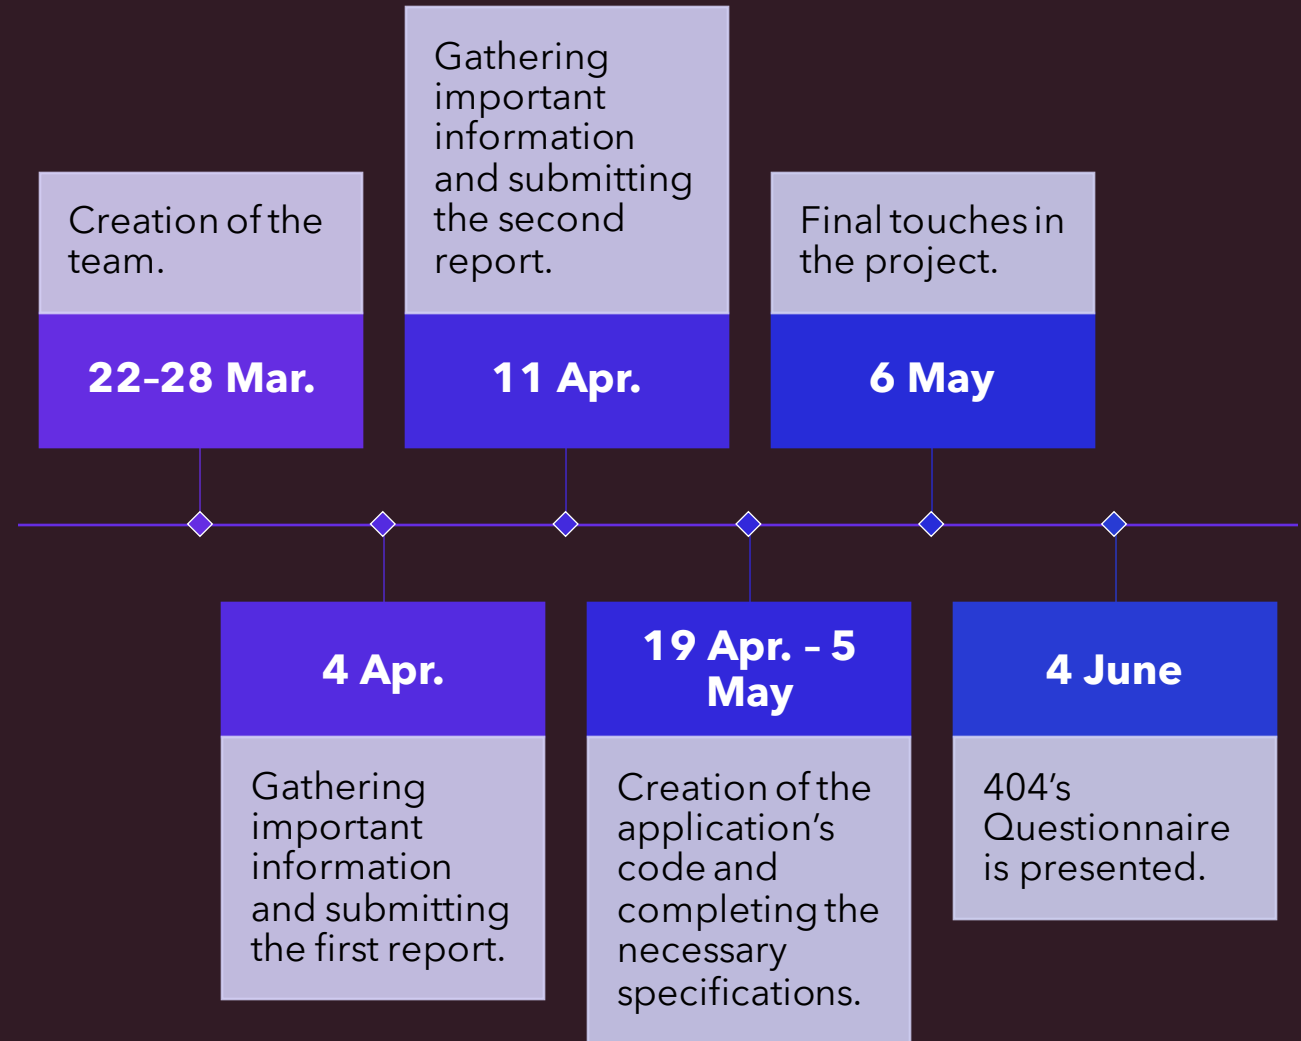 Creation of the
team.
22–28 Mar.
4 Apr.
Gathering
important
information
and submitting
the first report.
Gathering
important
information
and submitting
the second
report.
11 Apr.
19 Apr. – 5
May
Creation of the
application’s
code and
completing the
necessary
specifications.
Final touches in
the project.
6 May
4 June
404’s
Questionnaire
is presented.